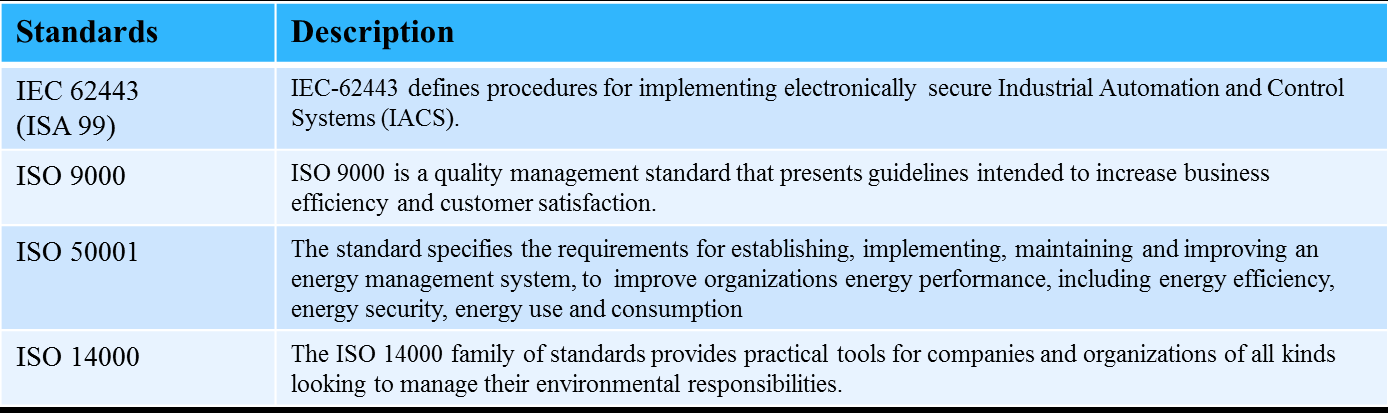 Standards Description
IEC 62443
(ISA 99)
IEC-62443 defines procedures for implementing electronically secure Industrial Automation and Control
Systems (IACS).
ISO 9000
ISO 9000 is a quality management standard that presents guidelines intended to increase business
efficiency and customer satisfaction.
ISO 50001
The standard specifies the requirements for establishing, implementing, maintaining and improving an
energy management system, to improve organizations energy performance, including energy efficiency,
energy security, energy use and consumption
ISO 14000
The ISO 14000 family of standards provides practical tools for companies and organizations of all kinds
looking to manage their environmental responsibilities.